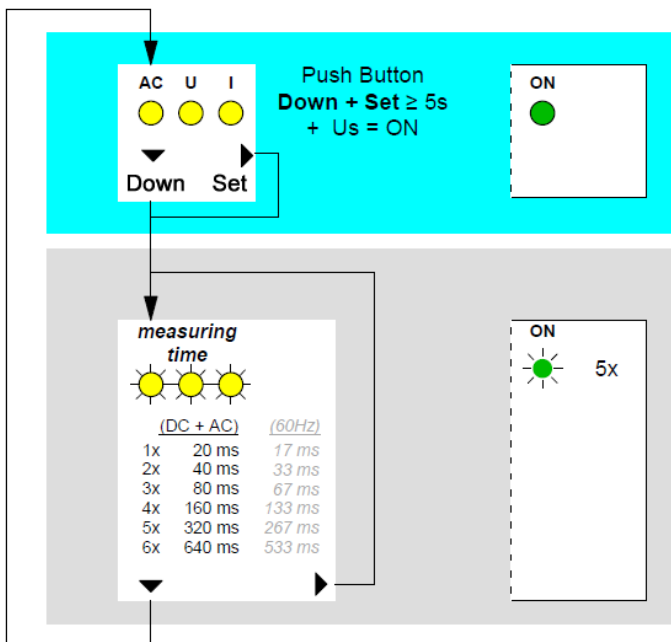 AC U I
Push Button
Down + Set ≥ 5s
+ Us = ON
ON
Down Set
measuring
time
ON
5x
(DC + AC) (60Hz)
1x 20 ms 17 ms
2x 40 ms 33 ms
3x 80 ms 67 ms
4x 160 ms 133 ms
5x 320 ms 267 ms
6x 640 ms 533 ms